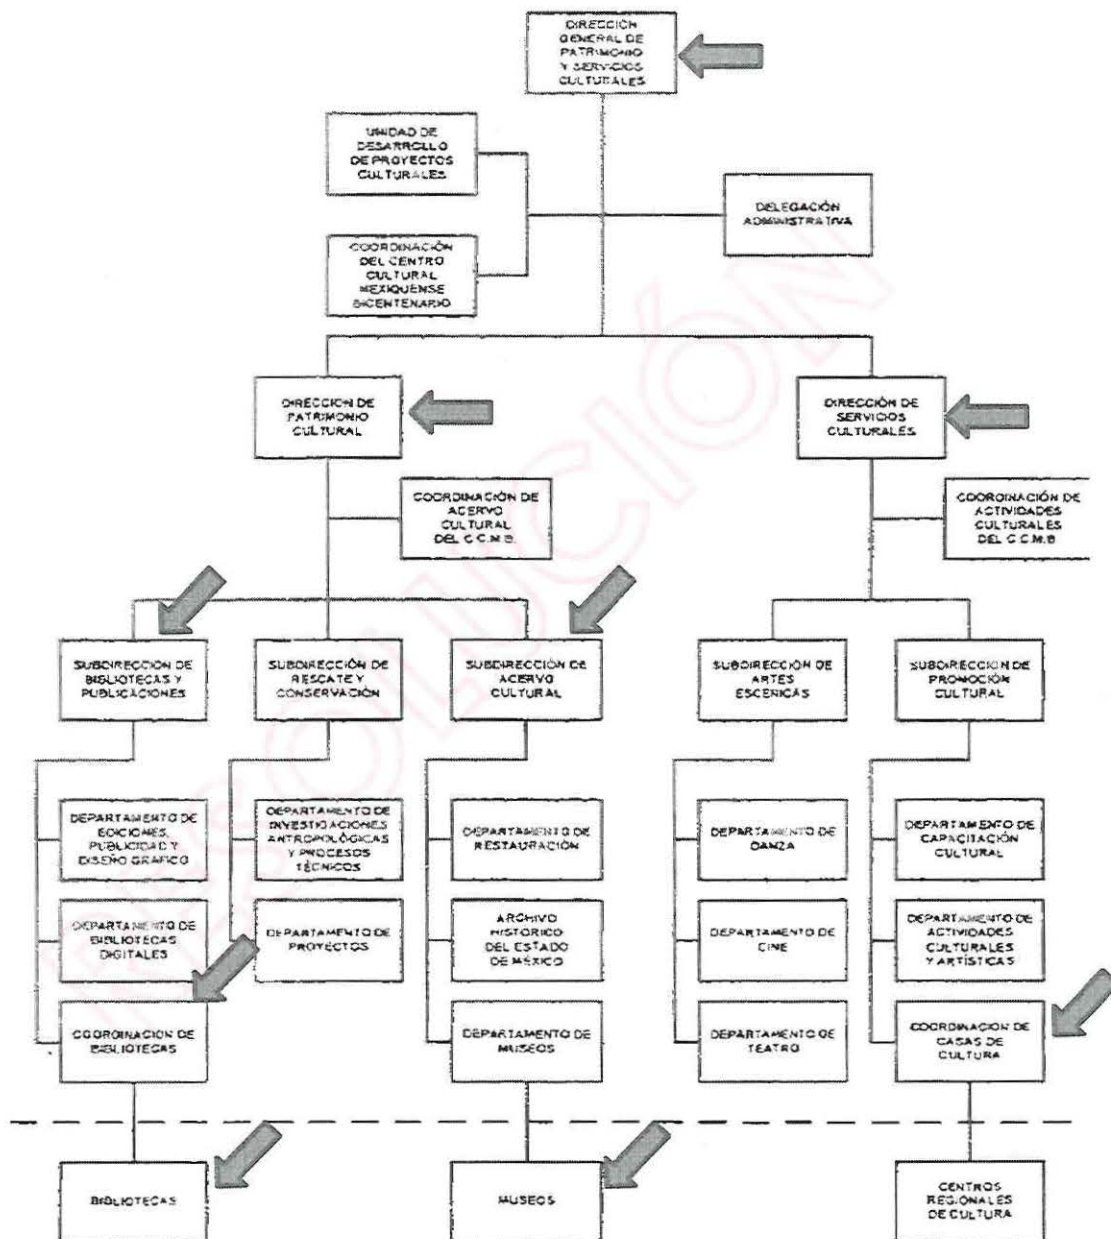 DIRECCIÓN
GENERAL DE
PATRIMONIO
Y SERVICIOS
CULTURALES
UNIDAD DE
DESARROLLO
DE PROYECTOS
CULTURALES
DELEGACIÓN
ADMINISTRATIVA
COORDINACIÓN
DEL CENTRO
CULTURAL
MEXIQUENSE
BICENTENARIO
DIRECCION DE
PATRIMONIO
CULTURAL
DIRECCIÓN DE
SERVICIOS
CULTURALES
COORDINACIÓN DE
ACERVO
CULTURAL
DEL C.C.M.B.
COORDINACIÓN DE
ACTIVIDADES
CULTURALES
DEL C.C.M.B
SUBDIRECCIÓN DE
BIBLIOTECAS Y
PUBLICACIONES
SUBDIRECCIÓN DE
RESCATE Y
CONSERVACIÓN
SUBDIRECCIÓN DE
ACERVO
CULTURAL
SUBDIRECCIÓN DE
ARTES
ESCENICAS
SUBDIRECCIÓN DE
PROMOCIÓN
CULTURAL
DEPARTAMENTO DE
EDICIONES,
PUBLICIDAD Y
DISEÑO GRÁFICO
DEPARTAMENTO DE
INVESTIGACIONES
ANTROPOLÓGICAS
Y PROCESOS
TÉCNICOS
DEPARTAMENTO DE
RESTAURACIÓN
DEPARTAMENTO DE
DANZA
DEPARTAMENTO DE
CAPACITACIÓN
CULTURAL
DEPARTAMENTO DE
BIBLIOTECAS
DIGITALES
DEPARTAMENTO DE
PROYECTOS
ARCHIVO
HISTÓRICO
DEL ESTADO
DE MÉXICO
DEPARTAMENTO DE
CINE
DEPARTAMENTO DE
ACTIVIDADES
CULTURALES
Y ARTÍSTICAS
COORDINACIÓN DE
BIBLIOTECAS
DEPARTAMENTO DE
MUSEOS
DEPARTAMENTO DE
TEATRO
COORDINACION DE
CASAS DE
CULTURA
BIBLIOTECAS
MUSEOS
CENTROS
REGIONALES
DE CULTURA
RESOLUCIÓN